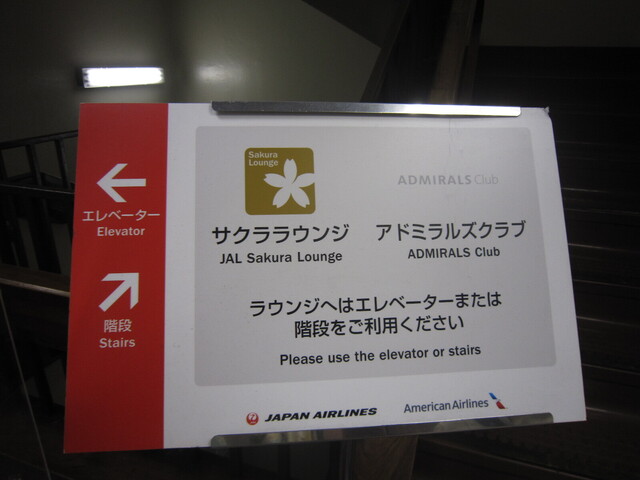 エレベーター
Elevator
階段
Stairs
Sakura
Lounge
サクララウンジ
JAL Sakura Lounge
ADMIRALS Club
アドミラルズクラブ
ADMIRALS Club
ラウンジへはエレベーターまたは
階段をご利用ください
Please use the elevator or stairs
JAPAN AIRLINES
American Airlines